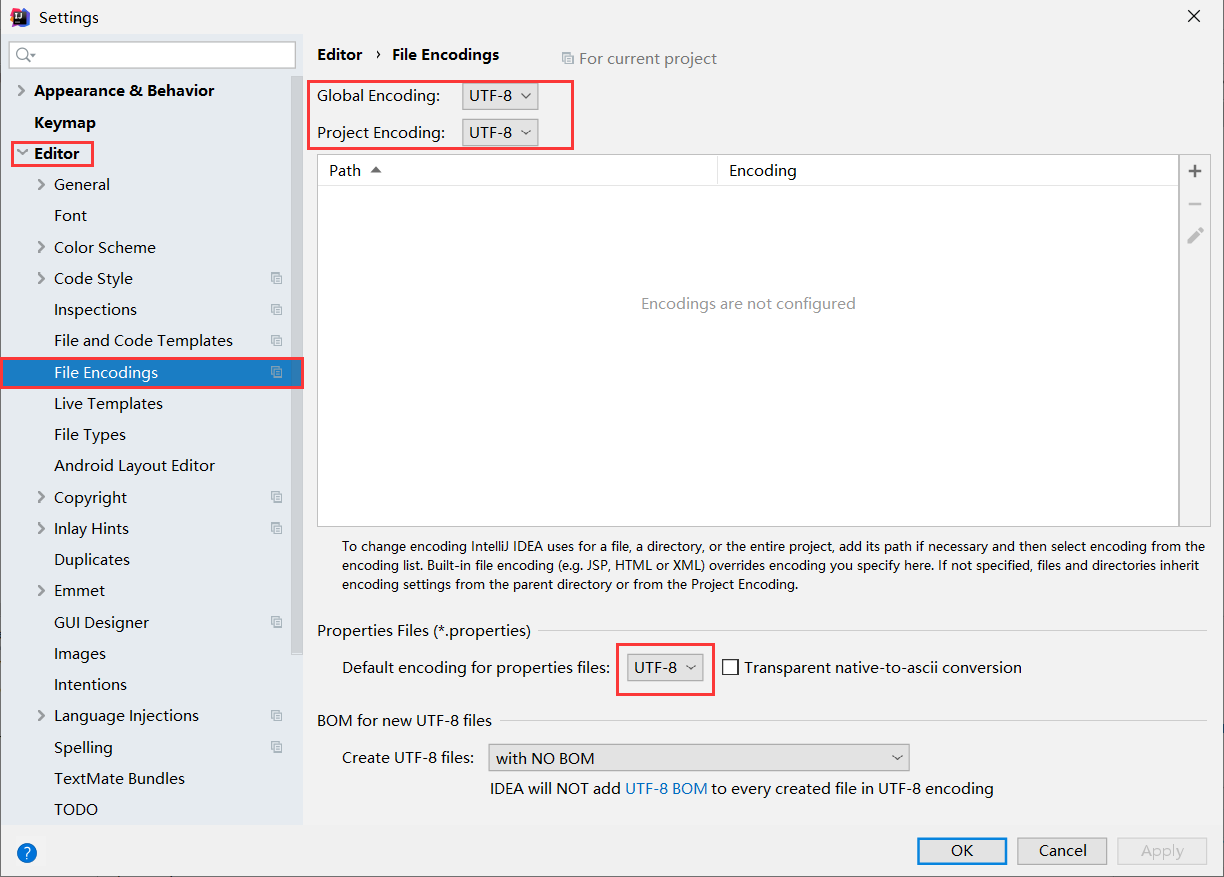 Settings
Appearance & Behavior
Keymap
Editor
General
Font
Color Scheme
Code Style
Inspections
File and Code Templates
File Encodings
Live Templates
File Types
Android Layout Editor
Copyright
Inlay Hints
Duplicates
Emmet
GUI Designer
Images
Intentions
Language Injections
Spelling
TextMate Bundles
TODO
?
Editor › File Encodings For current project
Global Encoding: UTF-8
Project Encoding: UTF-8
Path Encoding
Encodings are not configured
To change encoding IntelliJ IDEA uses for a file, a directory, or the entire project, add its path if necessary and then select encoding from the
encoding list. Built-in file encoding (e.g. JSP, HTML or XML) overrides encoding you specify here. If not specified, files and directories inherit
encoding settings from the parent directory or from the Project Encoding.
Properties Files (*.properties)
Default encoding for properties files: UTF-8 Transparent native-to-ascii conversion
BOM for new UTF-8 files
Create UTF-8 files: with NO BOM
IDEA will NOT add UTF-8 BOM to every created file in UTF-8 encoding
OK Cancel Apply